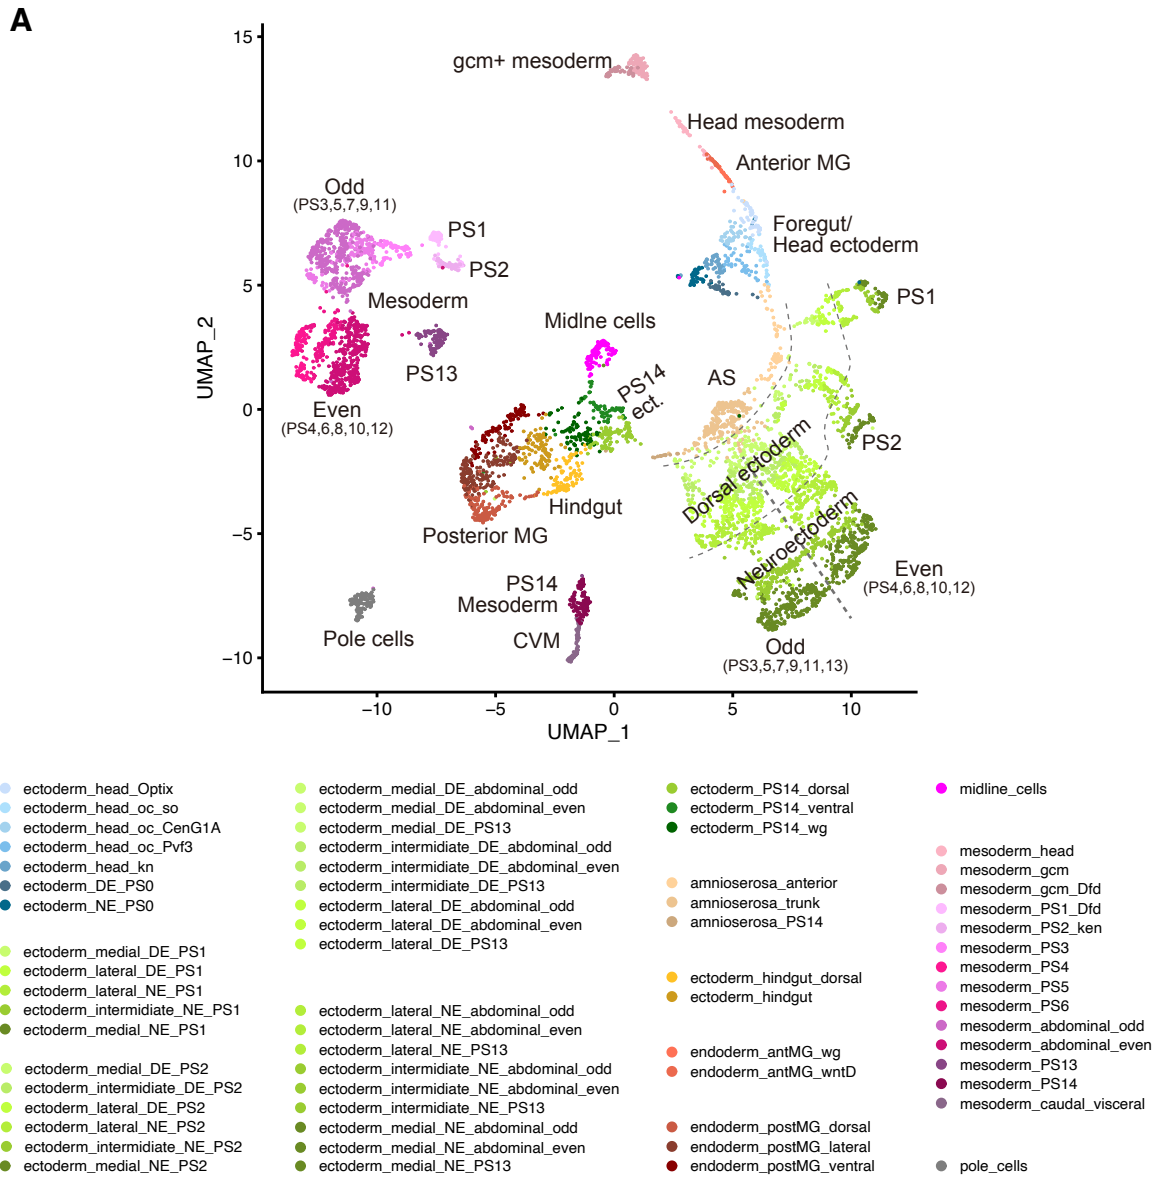 A
15
10
5
0
−5
−10
UMAP_2
gcm+ mesoderm
Head mesoderm
Anterior MG
Foregut/
Head ectoderm
Odd
(PS3,5,7,9,11)
PS1
PS2
Mesoderm
PS13
Even
(PS4,6,8,10,12)
Midlne cells
PS14
ect.
AS
PS1
PS2
Dorsal ectoderm
Neuroectoderm
Hindgut
Posterior MG
PS14
Mesoderm
CVM
Pole cells
Even
(PS4,6,8,10,12)
Odd
(PS3,5,7,9,11,13)
−10
−5
0
5
10
UMAP_1
ectoderm_head_Optix
ectoderm_head_oc_so
ectoderm_head_oc_CenG1A
ectoderm_head_oc_Pvf3
ectoderm_head_kn
ectoderm_DE_PS0
ectoderm_NE_PS0
ectoderm_medial_DE_PS1
ectoderm_lateral_DE_PS1
ectoderm_lateral_NE_PS1
ectoderm_intermidiate_NE_PS1
ectoderm_medial_NE_PS1
ectoderm_medial_DE_PS2
ectoderm_intermidiate_DE_PS2
ectoderm_lateral_DE_PS2
ectoderm_lateral_NE_PS2
ectoderm_intermidiate_NE_PS2
ectoderm_medial_NE_PS2
ectoderm_medial_DE_abdominal_odd
ectoderm_medial_DE_abdominal_even
ectoderm_medial_DE_PS13
ectoderm_intermidiate_DE_abdominal_odd
ectoderm_intermidiate_DE_abdominal_even
ectoderm_intermidiate_DE_PS13
ectoderm_lateral_DE_abdominal_odd
ectoderm_lateral_DE_abdominal_even
ectoderm_lateral_DE_PS13
ectoderm_lateral_NE_abdominal_odd
ectoderm_lateral_NE_abdominal_even
ectoderm_lateral_NE_PS13
ectoderm_intermidiate_NE_abdominal_odd
ectoderm_intermidiate_NE_abdominal_even
ectoderm_intermidiate_NE_PS13
ectoderm_medial_NE_abdominal_odd
ectoderm_medial_NE_abdominal_even
ectoderm_medial_NE_PS13
ectoderm_PS14_dorsal
ectoderm_PS14_ventral
ectoderm_PS14_wg
amnioserosa_anterior
amnioserosa_trunk
amnioserosa_PS14
ectoderm_hindgut_dorsal
ectoderm_hindgut
endoderm_antMG_wg
endoderm_antMG_wntD
endoderm_postMG_dorsal
endoderm_postMG_lateral
endoderm_postMG_ventral
midline_cells
mesoderm_head
mesoderm_gcm
mesoderm_gcm_Dfd
mesoderm_PS1_Dfd
mesoderm_PS2_ken
mesoderm_PS3
mesoderm_PS4
mesoderm_PS5
mesoderm_PS6
mesoderm_abdominal_odd
mesoderm_abdominal_even
mesoderm_PS13
mesoderm_PS14
mesoderm_caudal_visceral
pole_cells